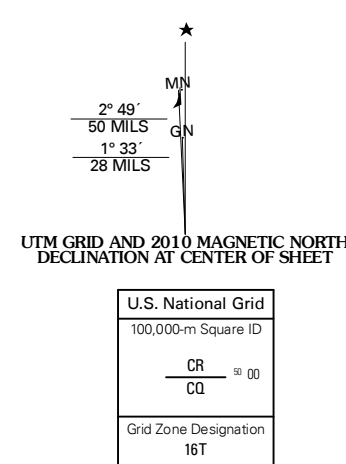 ★
MN
2° 49´
50 MILS
GN
1° 33´
28 MILS
UTM GRID AND 2010 MAGNETIC NORTH
DECLINATION AT CENTER OF SHEET
U.S. National Grid
100,000-m Square ID
CR
50 00
CQ
Grid Zone Designation
16T